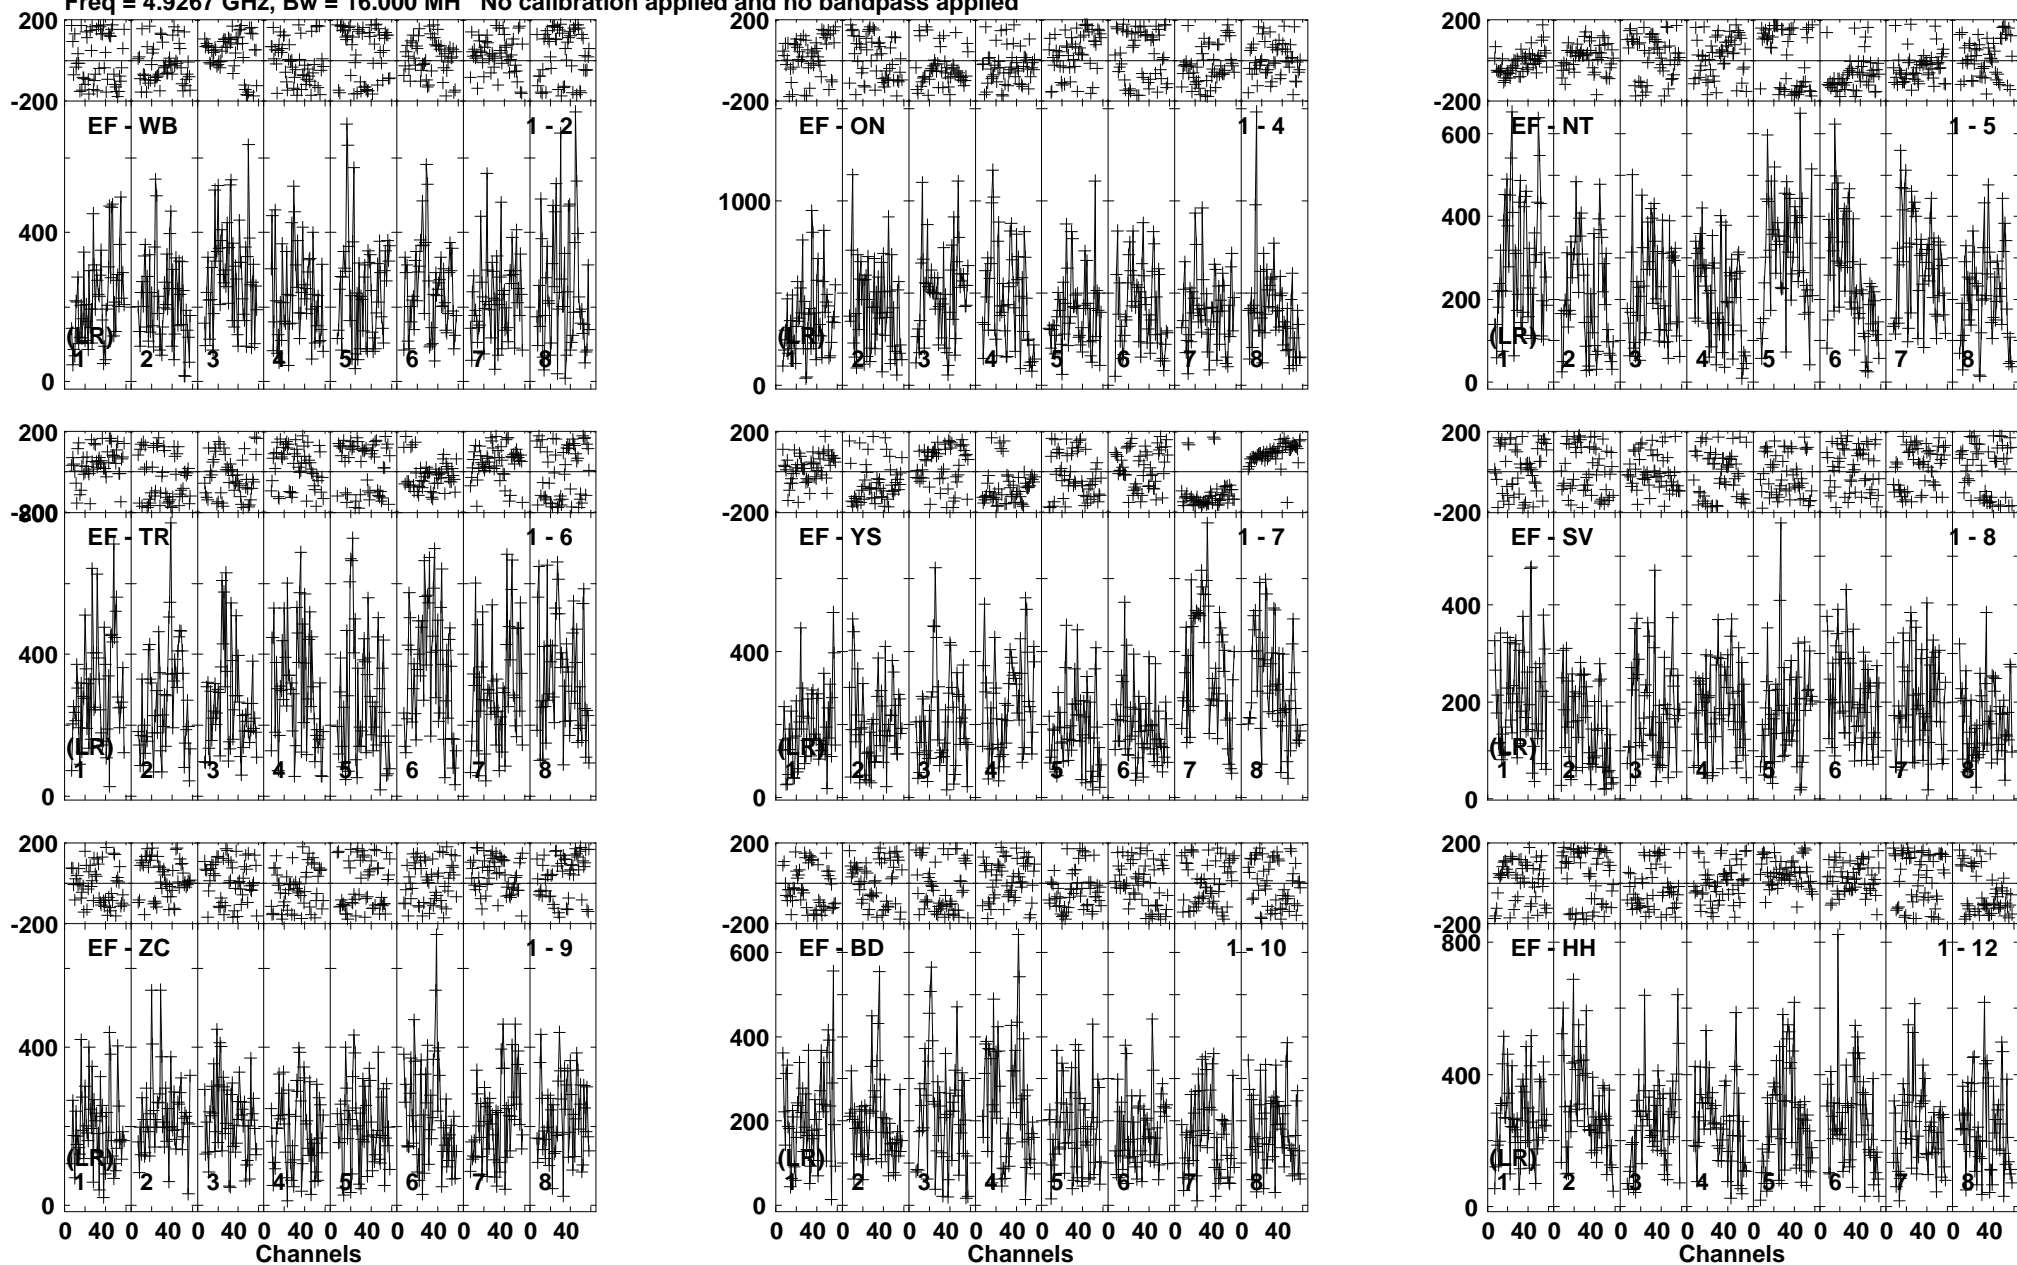 Freq = 4.9267 GHz, Bw = 16.000 MH No calibration applied and no bandpass applied
200 200 200
-200 -200 -200
EF - WB 1 - 2 EF - ON 1 - 4 EF - NT 1 - 5
600
1000
400 400
200
(LR) (LR) (LR)
1 2 3 4 5 6 7 8 1 2 3 4 5 6 7 8 1 2 3 4 5 6 7 8
0 0 0
200 200 200
-200 -200 -200
800
EF - TR 1 - 6 EF - YS 1 - 7 EF - SV 1 - 8
400 400 400
200
(LR) (LR) (LR)
1 2 3 4 5 6 7 8 1 2 3 4 5 6 7 8 1 2 3 4 5 6 7 8
0 0 0
200 200 200
-200 -200 -200
EF - ZC 1 - 9 EF - BD 1 - 10 EF - HH 1 - 12
600 800
400 400 400
200
(LR) (LR) (LR)
1 2 3 4 5 6 7 8 1 2 3 4 5 6 7 8 1 2 3 4 5 6 7 8
0 0 0
0 40 0 40 0 40 0 40 0 40 0 40 0 40 0 40 0 40 0 40 0 40 0 40 0 40 0 40 0 40 0 40 0 40 0 40 0 40 0 40 0 40 0 40 0 40 0 40
Channels Channels Channels